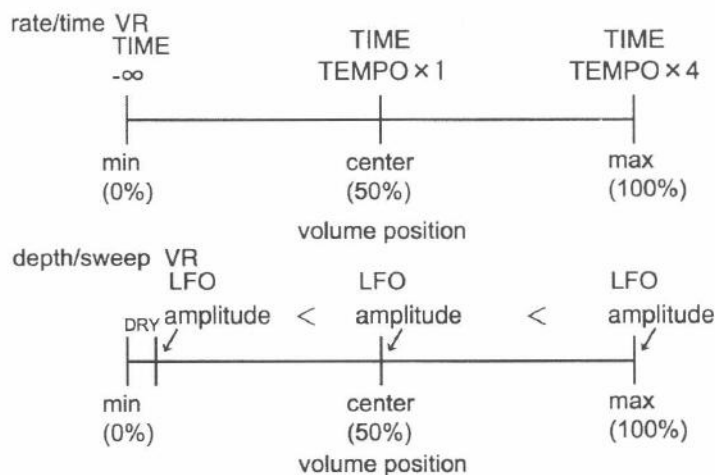 rate/time VR
TIME TIME TIME
-∞ TEMPO×1 TEMPO×4
min center max
(0%) (50%) (100%)
volume position
depth/sweep VR
LFO LFO LFO
DRY amplitude < amplitude < amplitude
min center max
(0%) (50%) (100%)
volume position